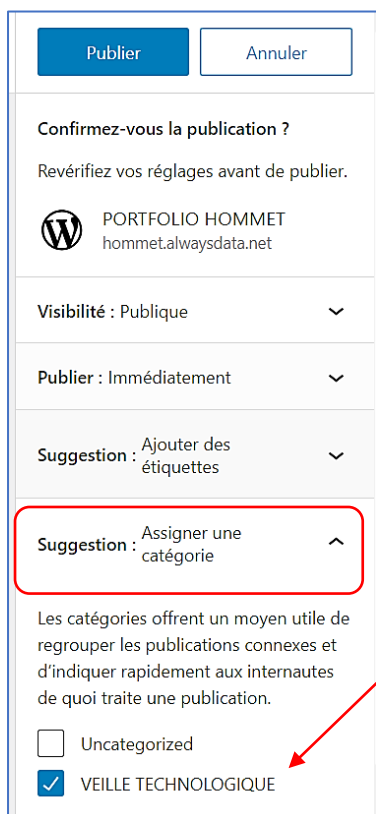 Publier Annuler
Confirmez-vous la publication ?
Revérifiez vos réglages avant de publier.
PORTFOLIO HOMMET
hommet.alwaysdata.net
Visibilité : Publique
Publier : Immédiatement
Suggestion : Ajouter des
étiquettes
Suggestion : Assigner une
catégorie
Les catégories offrent un moyen utile de
regrouper les publications connexes et
d'indiquer rapidement aux internautes
de quoi traite une publication.
Uncategorized
VEILLE TECHNOLOGIQUE